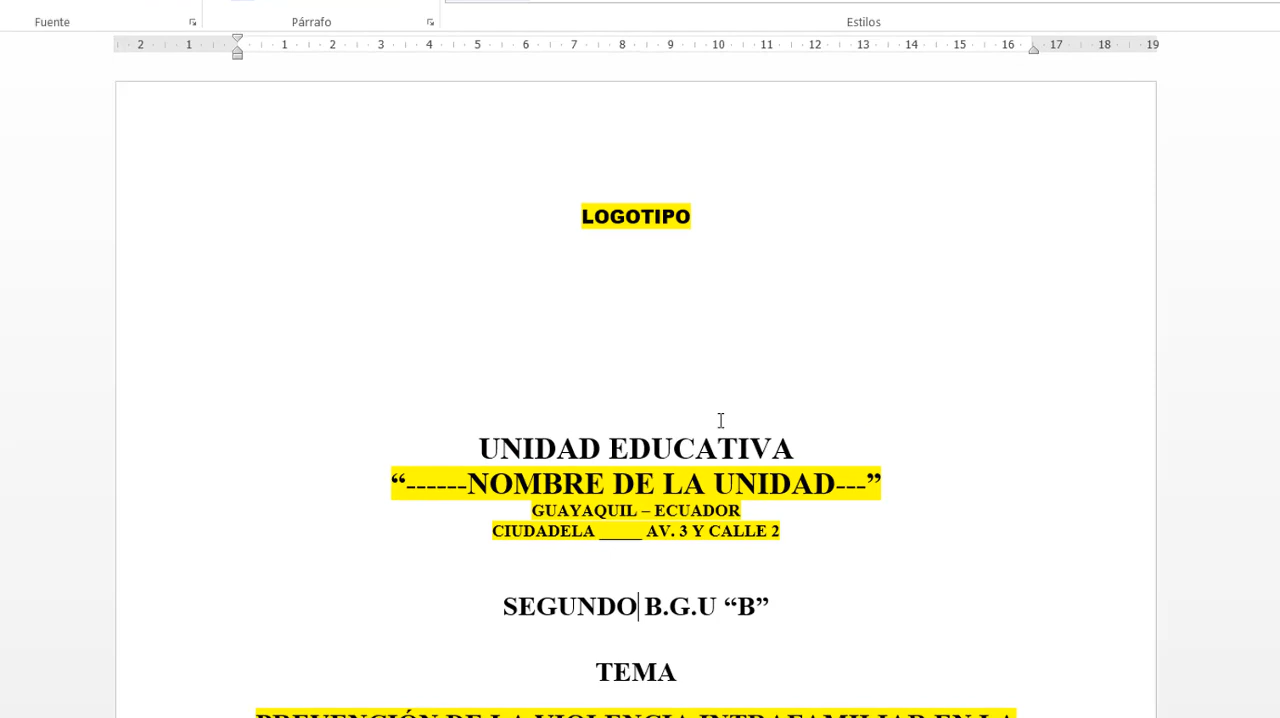 Fuente Párrafo Estilos
2 1 1 2 3 4 5 6 7 8 9 10 11 12 13 14 15 16 17 18 19
LOGOTIPO
UNIDAD EDUCATIVA
“------NOMBRE DE LA UNIDAD---”
GUAYAQUIL – ECUADOR
CIUDADELA _____ AV. 3 Y CALLE 2
SEGUNDO B.G.U “B”
TEMA
PREVENCIÓN DE LA VIOLENCIA INTRAFAMILIAR EN LA